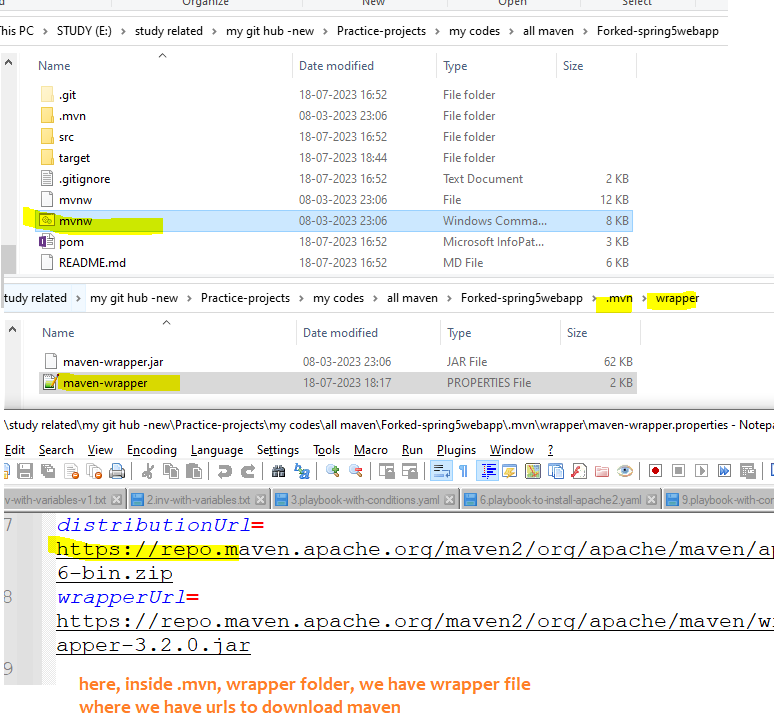 Organize New Open Select
his PC > STUDY (E:) > study related > my git hub -new > Practice-projects > my codes > all maven > Forked-spring5webapp
Name Date modified Type Size
.git 18-07-2023 16:52 File folder
.mvn 08-03-2023 23:06 File folder
src 18-07-2023 16:52 File folder
target 18-07-2023 18:44 File folder
.gitignore 18-07-2023 16:52 Text Document 2 KB
mvnw 08-03-2023 23:06 File 12 KB
mvnw 08-03-2023 23:06 Windows Comma... 8 KB
pom 18-07-2023 16:52 Microsoft InfoPat... 3 KB
README.md 18-07-2023 16:52 MD File 6 KB
tudy related > my git hub -new > Practice-projects > my codes > all maven > Forked-spring5webapp > .mvn > wrapper
Name Date modified Type Size
maven-wrapper.jar 08-03-2023 23:06 JAR File 62 KB
maven-wrapper 18-07-2023 18:17 PROPERTIES File 2 KB
\study related\my git hub -new\Practice-projects\my codes\all maven\Forked-spring5webapp\.mvn\wrapper\maven-wrapper.properties - Notepa
Edit Search View Encoding Language Settings Tools Macro Run Plugins Window ?
v-with-variables-v1.txt 2.inv-with-variables.txt 3.playbook-with-conditions.yaml 6.playbook-to-install-apache2.yaml 9.playbook-with-con
7 distributionUrl=
https://repo.maven.apache.org/maven2/org/apache/maven/ap
6-bin.zip
8 wrapperUrl=
https://repo.maven.apache.org/maven2/org/apache/maven/w
apper-3.2.0.jar
9
here, inside .mvn, wrapper folder, we have wrapper file
where we have urls to download maven